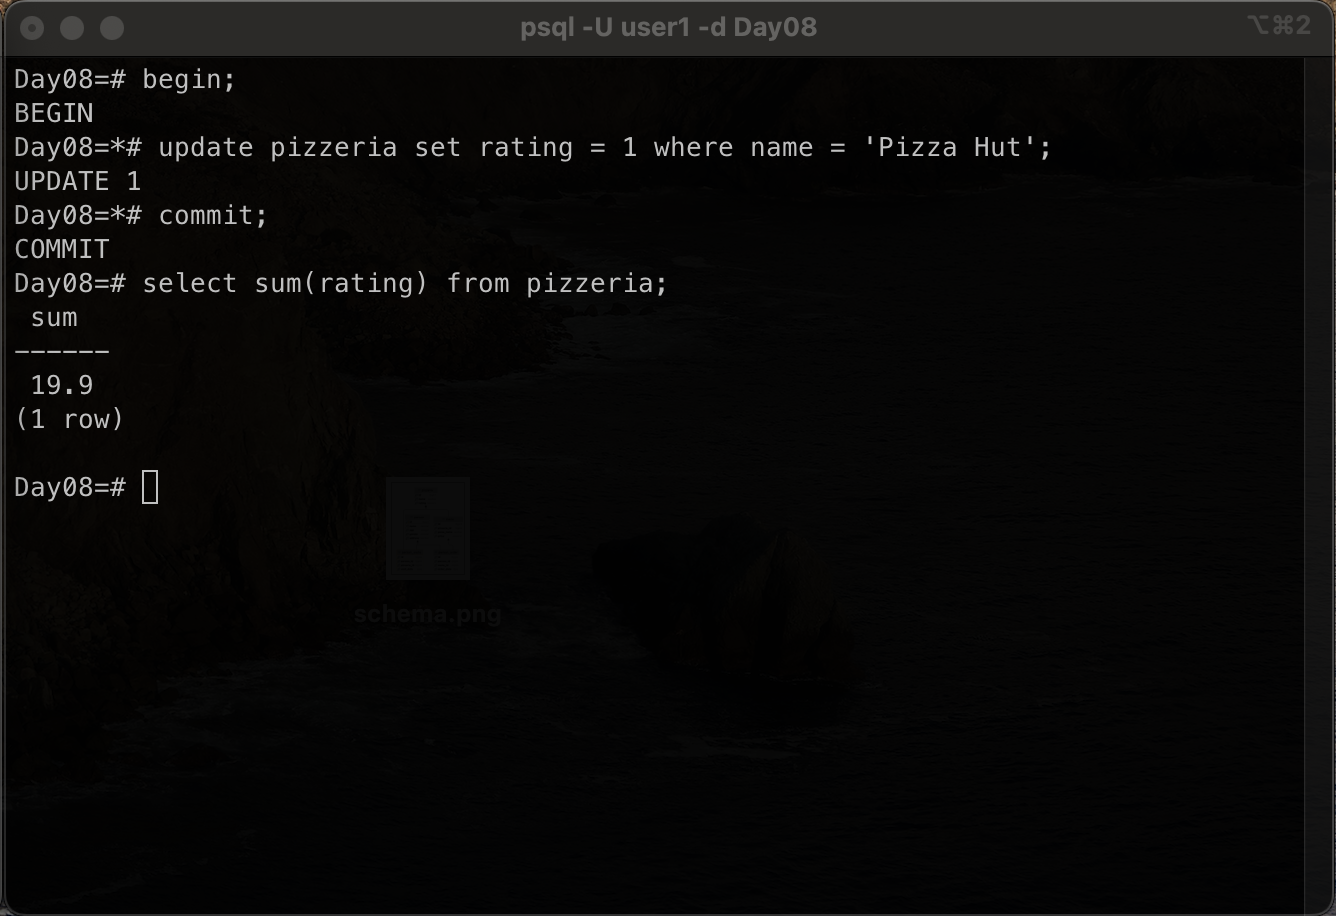 psql -U user1 -d Day08
⌥⌘2
Day08=# begin;
BEGIN
Day08=*# update pizzeria set rating = 1 where name = 'Pizza Hut';
UPDATE 1
Day08=*# commit;
COMMIT
Day08=# select sum(rating) from pizzeria;
 sum
------
 19.9
(1 row)

Day08=#
schema.png